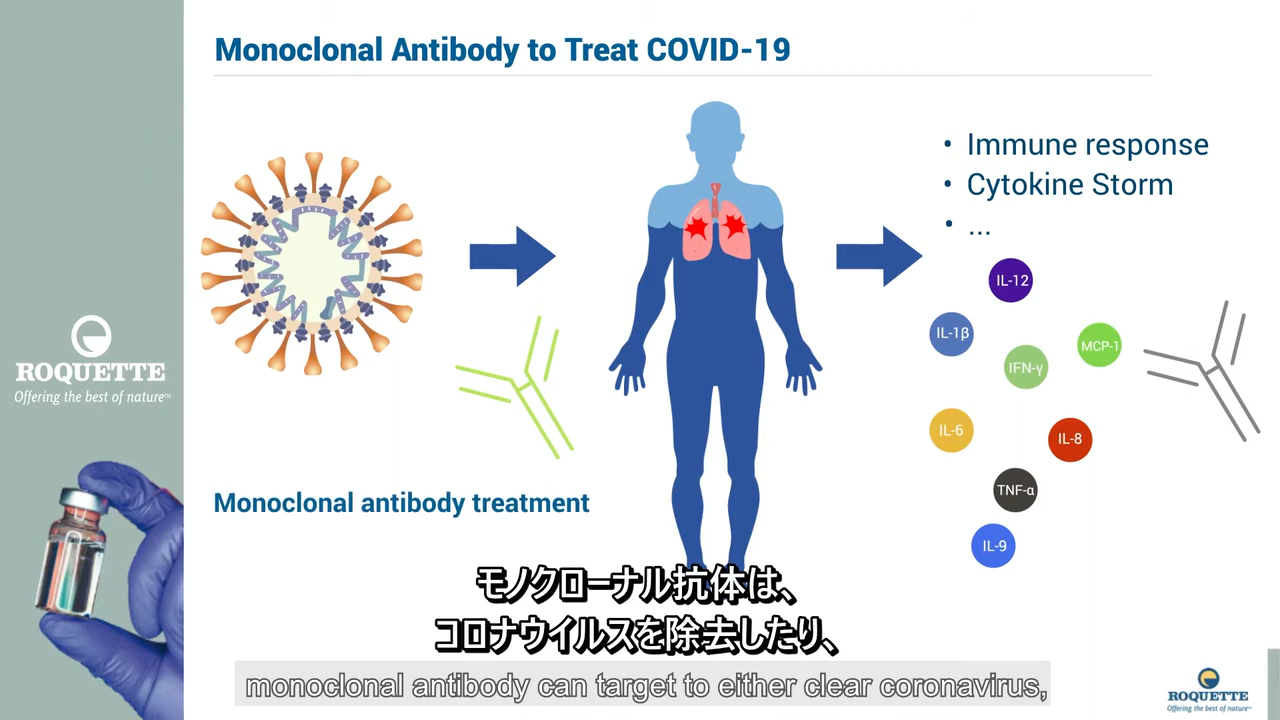 Monoclonal Antibody to Treat COVID-19
• Immune response
• Cytokine Storm
• ...
IL-12
IL-1β
MCP-1
IFN-γ
IL-6
IL-8
TNF-α
IL-9
ROQUETTE
Offering the best of nature™
Monoclonal antibody treatment
モノクローナル抗体は、
コロナウイルスを除去したり、
monoclonal antibody can target to either clear coronavirus,
ROQUETTE
Offering the best of nature™